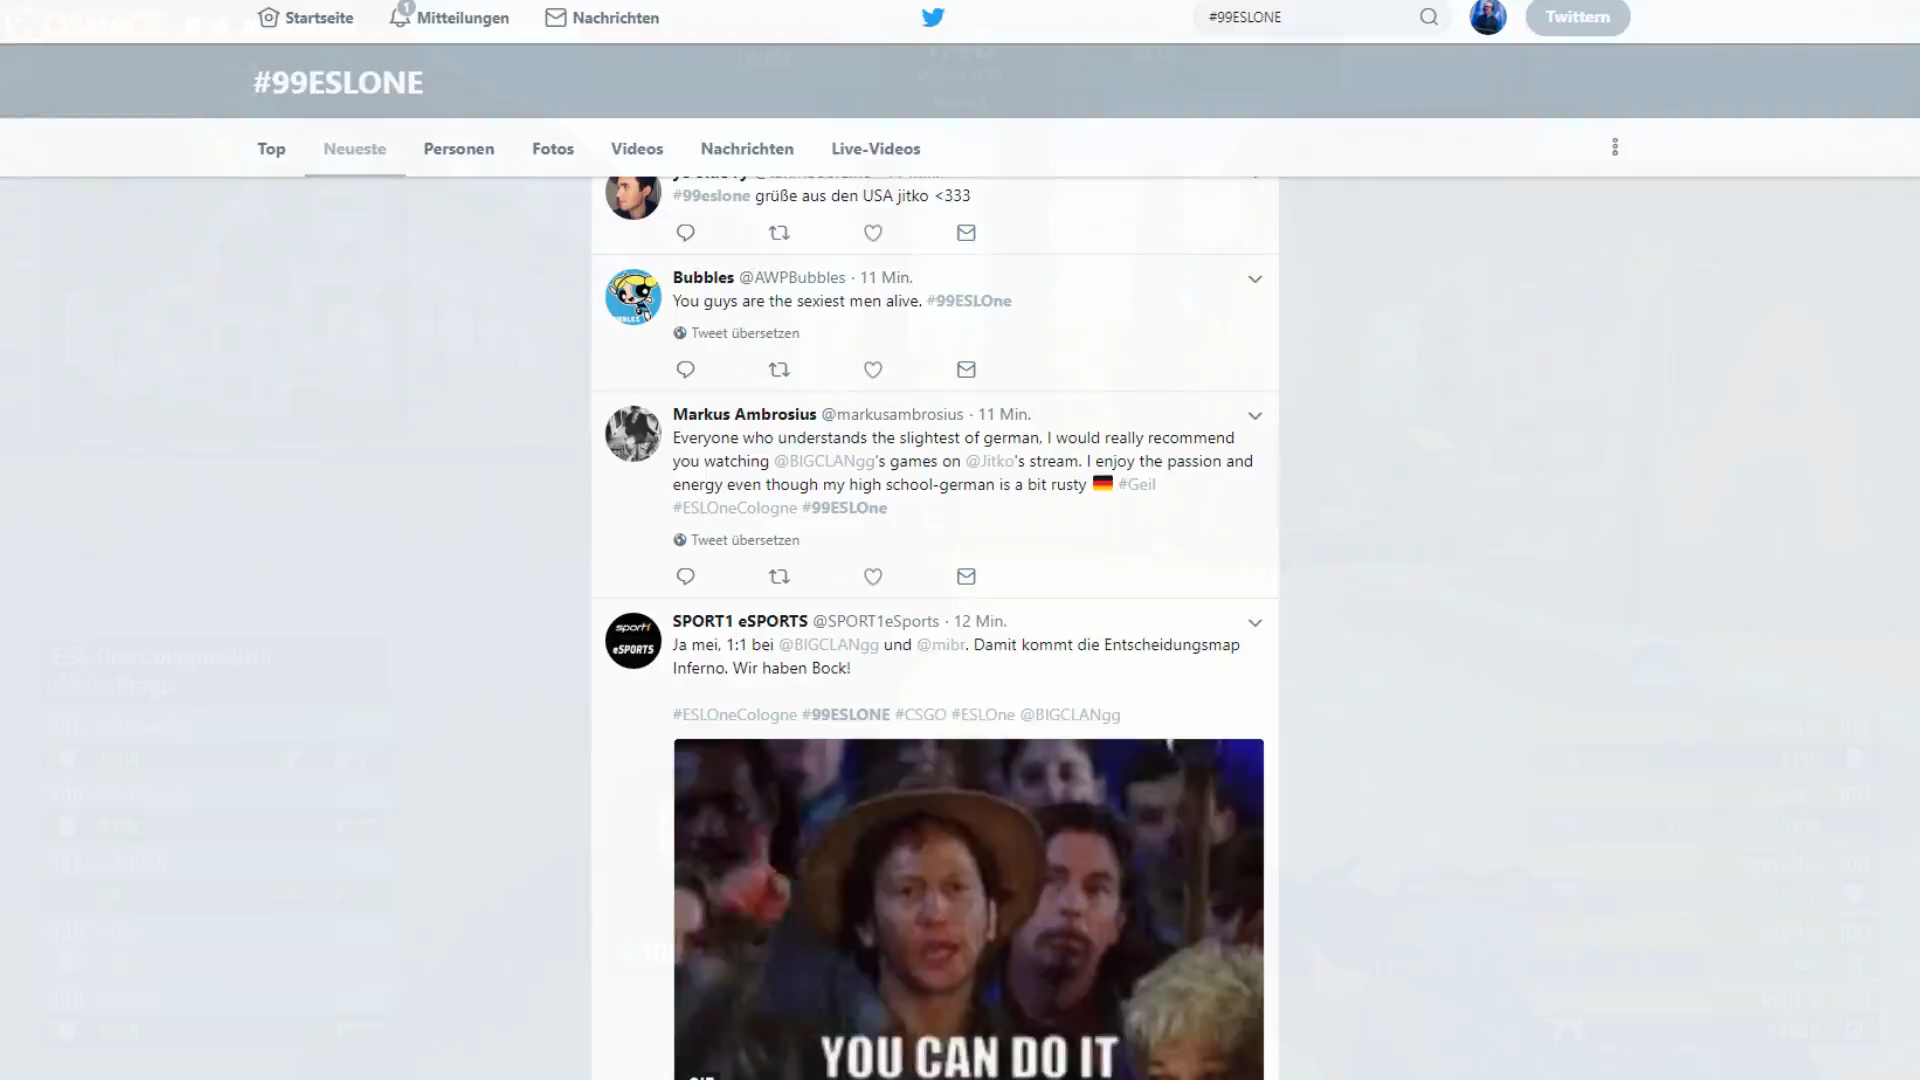 1
Startseite Mitteilungen Nachrichten #99ESLONE Twittern
#99ESLONE
Top Neueste Personen Fotos Videos Nachrichten Live-Videos
#99eslone grüße aus den USA jitko <333
Bubbles @AWPBubbles · 11 Min.
You guys are the sexiest men alive. #99ESLOne
Tweet übersetzen
Markus Ambrosius @markusambrosius · 11 Min.
Everyone who understands the slightest of german, I would really recommend
you watching @BIGCLANgg's games on @Jitko's stream. I enjoy the passion and
energy even though my high school-german is a bit rusty #Geil
#ESLOneCologne #99ESLOne
Tweet übersetzen
SPORT1 eSPORTS @SPORT1eSports · 12 Min.
sport1
eSPORTS
Ja mei, 1:1 bei @BIGCLANgg und @mibr. Damit kommt die Entscheidungsmap
Inferno. Wir haben Bock!
#ESLOneCologne #99ESLONE #CSGO #ESLOne @BIGCLANgg
YOU CAN DO IT